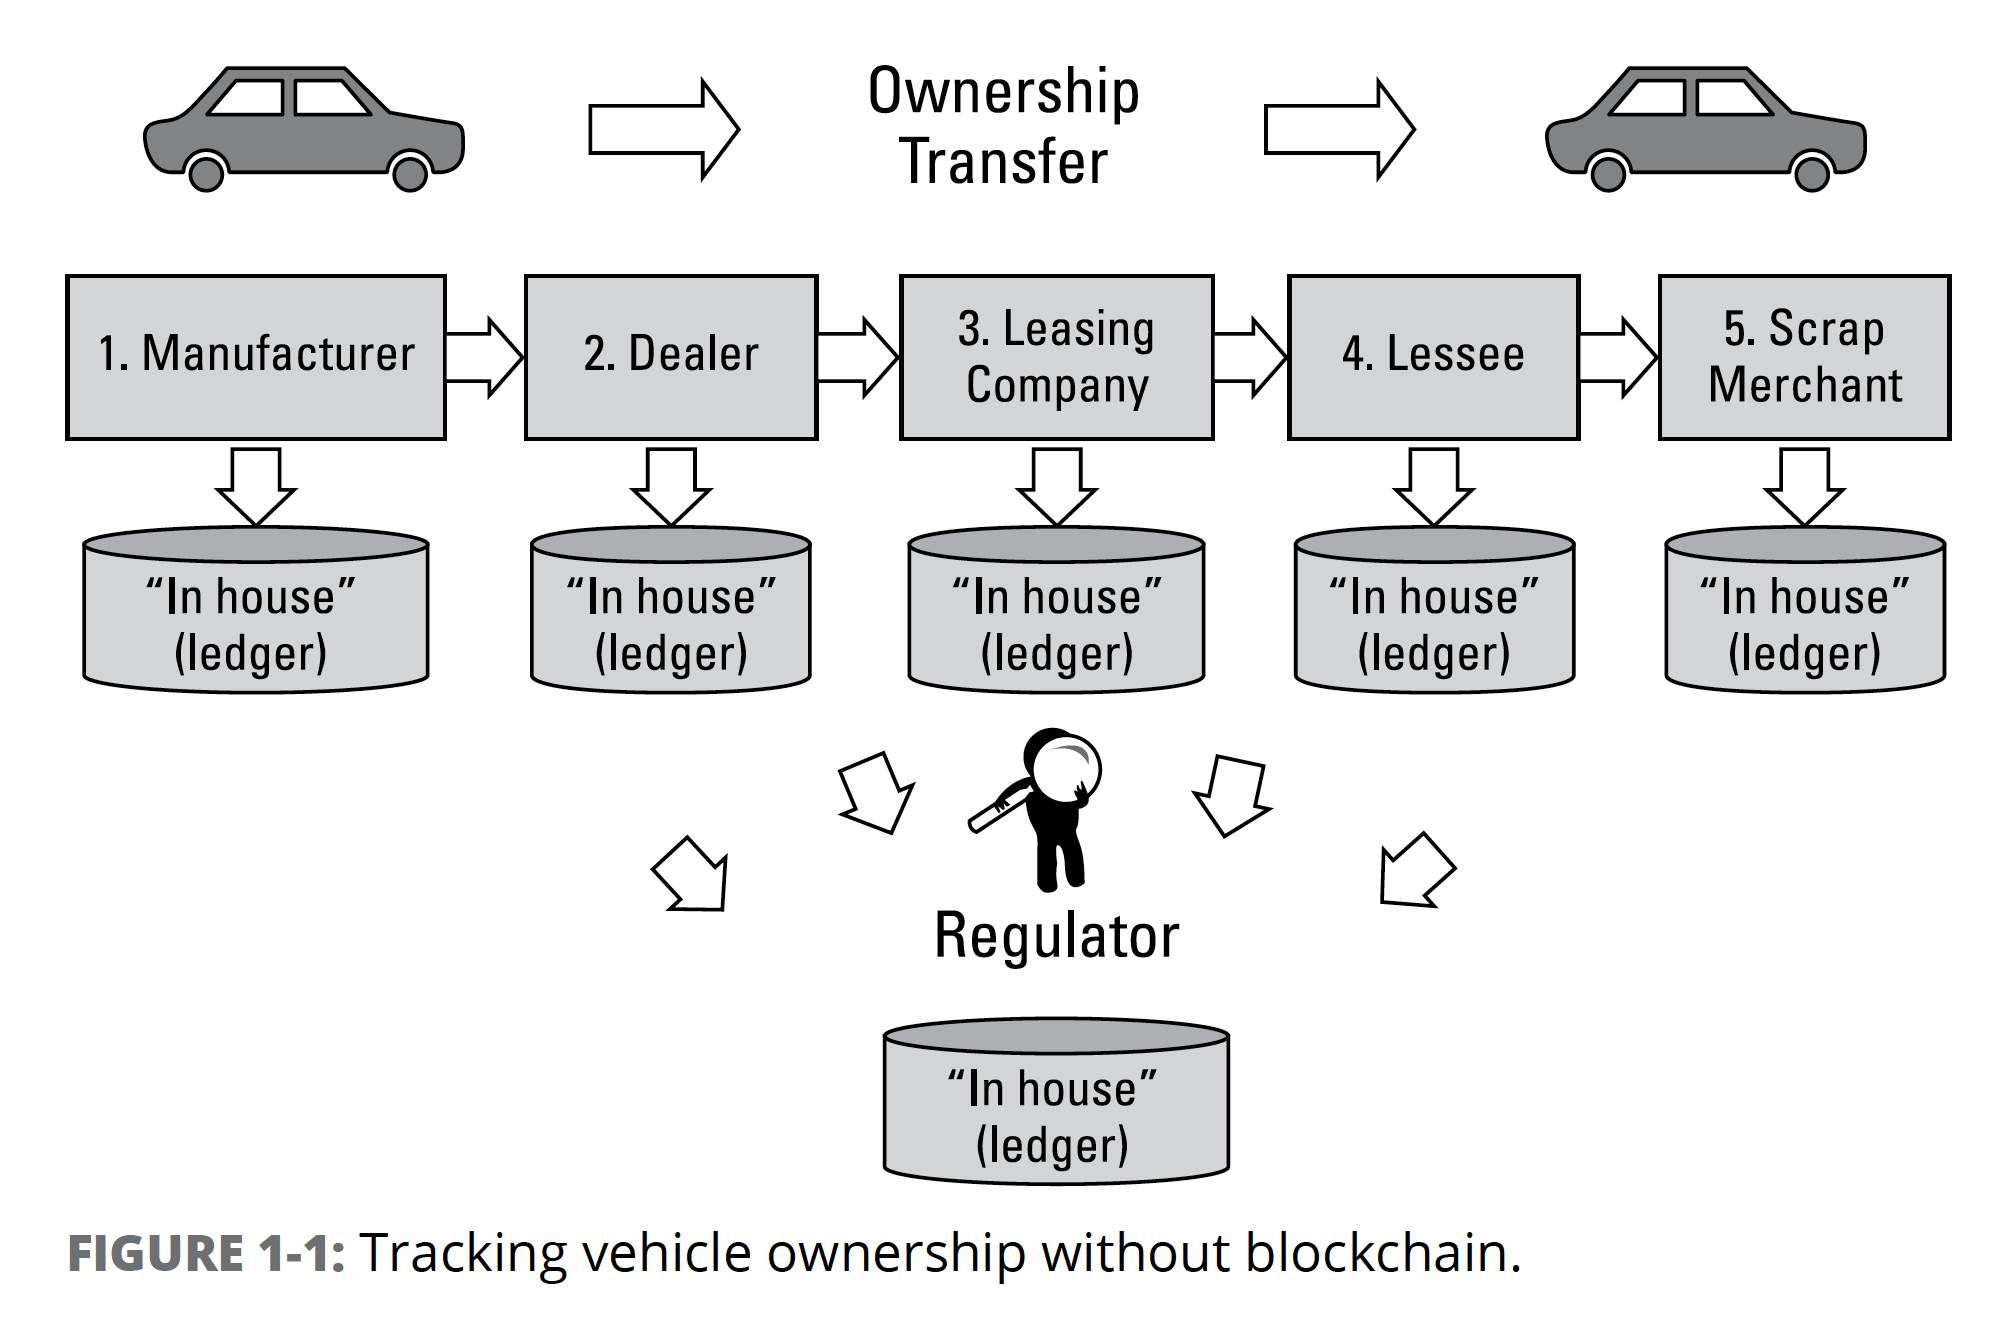 Ownership
Transfer
1. Manufacturer
2. Dealer
3. Leasing
Company
4. Lessee
5. Scrap
Merchant
“In house”
(ledger)
“In house”
(ledger)
“In house”
(ledger)
“In house”
(ledger)
“In house”
(ledger)
Regulator
“In house”
(ledger)
FIGURE 1-1: Tracking vehicle ownership without blockchain.